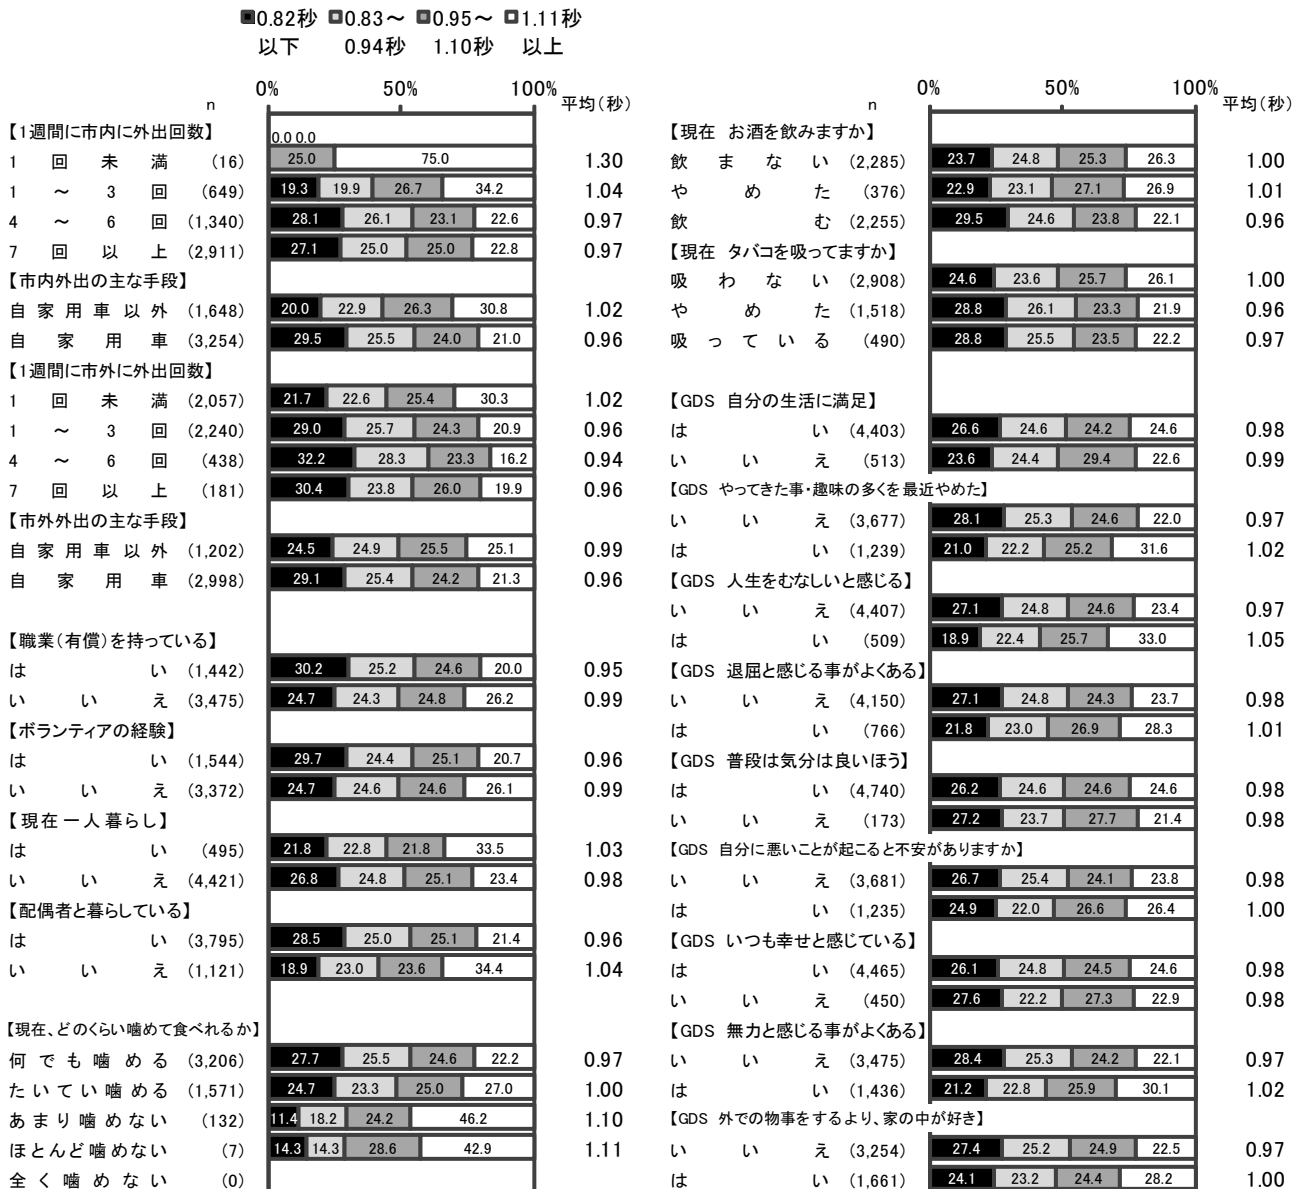 ■0.82秒以下 ■0.83～0.94秒 ■0.95～1.10秒 □1.11秒以上
n 0% 50% 100% 平均(秒)
【1週間に市内に外出回数】
0.0 0.0
1回未満 (16) 25.0 75.0 1.30
1～3回 (649) 19.3 19.9 26.7 34.2 1.04
4～6回 (1,340) 28.1 26.1 23.1 22.6 0.97
7回以上 (2,911) 27.1 25.0 25.0 22.8 0.97
【市内外出の主な手段】
自家用車以外 (1,648) 20.0 22.9 26.3 30.8 1.02
自家用車 (3,254) 29.5 25.5 24.0 21.0 0.96
【1週間に市外に外出回数】
1回未満 (2,057) 21.7 22.6 25.4 30.3 1.02
1～3回 (2,240) 29.0 25.7 24.3 20.9 0.96
4～6回 (438) 32.2 28.3 23.3 16.2 0.94
7回以上 (181) 30.4 23.8 26.0 19.9 0.96
【市外外出の主な手段】
自家用車以外 (1,202) 24.5 24.9 25.5 25.1 0.99
自家用車 (2,998) 29.1 25.4 24.2 21.3 0.96
【職業(有償)を持っている】
はい (1,442) 30.2 25.2 24.6 20.0 0.95
いいえ (3,475) 24.7 24.3 24.8 26.2 0.99
【ボランティアの経験】
はい (1,544) 29.7 24.4 25.1 20.7 0.96
いいえ (3,372) 24.7 24.6 24.6 26.1 0.99
【現在一人暮らし】
はい (495) 21.8 22.8 21.8 33.5 1.03
いいえ (4,421) 26.8 24.8 25.1 23.4 0.98
【配偶者と暮らしている】
はい (3,795) 28.5 25.0 25.1 21.4 0.96
いいえ (1,121) 18.9 23.0 23.6 34.4 1.04
【現在、どのくらい噛めて食べれるか】
何でも噛める (3,206) 27.7 25.5 24.6 22.2 0.97
たいてい噛める (1,571) 24.7 23.3 25.0 27.0 1.00
あまり噛めない (132) 11.4 18.2 24.2 46.2 1.10
ほとんど噛めない (7) 14.3 14.3 28.6 42.9 1.11
全く噛めない (0)
n 0% 50% 100% 平均(秒)
【現在 お酒を飲みますか】
飲まない (2,285) 23.7 24.8 25.3 26.3 1.00
やめた (376) 22.9 23.1 27.1 26.9 1.01
飲む (2,255) 29.5 24.6 23.8 22.1 0.96
【現在 タバコを吸ってますか】
吸わない (2,908) 24.6 23.6 25.7 26.1 1.00
やめた (1,518) 28.8 26.1 23.3 21.9 0.96
吸っている (490) 28.8 25.5 23.5 22.2 0.97
【GDS 自分の生活に満足】
はい (4,403) 26.6 24.6 24.2 24.6 0.98
いいえ (513) 23.6 24.4 29.4 22.6 0.99
【GDS やってきた事・趣味の多くを最近やめた】
いいえ (3,677) 28.1 25.3 24.6 22.0 0.97
はい (1,239) 21.0 22.2 25.2 31.6 1.02
【GDS 人生をむなしいと感じる】
いいえ (4,407) 27.1 24.8 24.6 23.4 0.97
はい (509) 18.9 22.4 25.7 33.0 1.05
【GDS 退屈と感じる事がよくある】
いいえ (4,150) 27.1 24.8 24.3 23.7 0.98
はい (766) 21.8 23.0 26.9 28.3 1.01
【GDS 普段は気分は良いほう】
はい (4,740) 26.2 24.6 24.6 24.6 0.98
いいえ (173) 27.2 23.7 27.7 21.4 0.98
【GDS 自分に悪いことが起こると不安がありますか】
いいえ (3,681) 26.7 25.4 24.1 23.8 0.98
はい (1,235) 24.9 22.0 26.6 26.4 1.00
【GDS いつも幸せと感じている】
はい (4,465) 26.1 24.8 24.5 24.6 0.98
いいえ (450) 27.6 22.2 27.3 22.9 0.98
【GDS 無力と感じる事がよくある】
いいえ (3,475) 28.4 25.3 24.2 22.1 0.97
はい (1,436) 21.2 22.8 25.9 30.1 1.02
【GDS 外での物事をするより、家の中が好き】
いいえ (3,254) 27.4 25.2 24.9 22.5 0.97
はい (1,661) 24.1 23.2 24.4 28.2 1.00